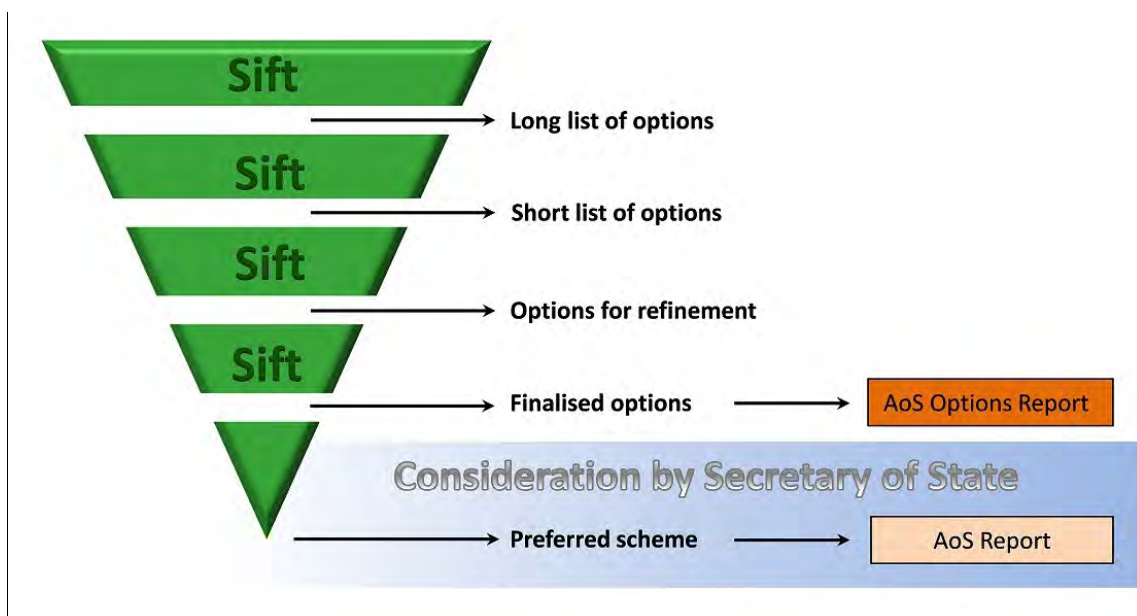 Sift
Long list of options
Sift
Short list of options
Sift
Options for refinement
Sift
Finalised options
AoS Options Report
Consideration by Secretary of State
Preferred scheme
AoS Report